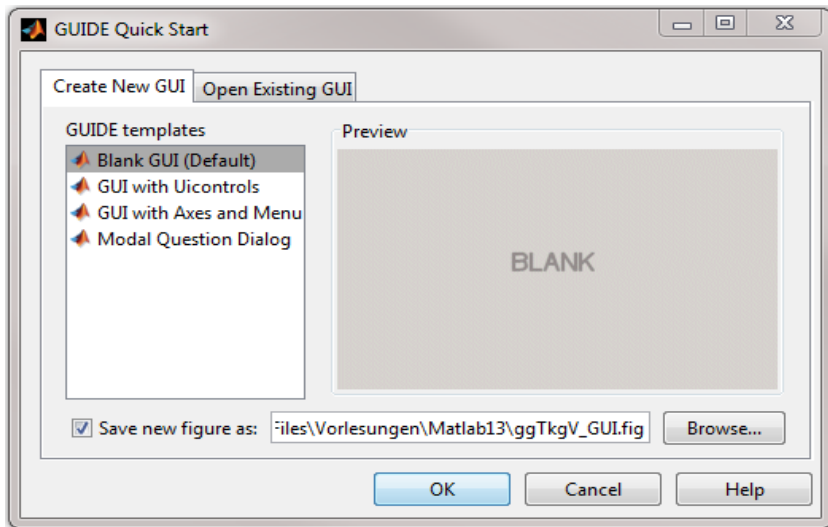 GUIDE Quick Start
Create New GUI
Open Existing GUI
GUIDE templates
Blank GUI (Default)
GUI with Uicontrols
GUI with Axes and Menu
Modal Question Dialog
Preview
BLANK
Save new figure as:
Files\Vorlesungen\Matlab13\ggTkgV_GUI.fig
Browse...
OK
Cancel
Help